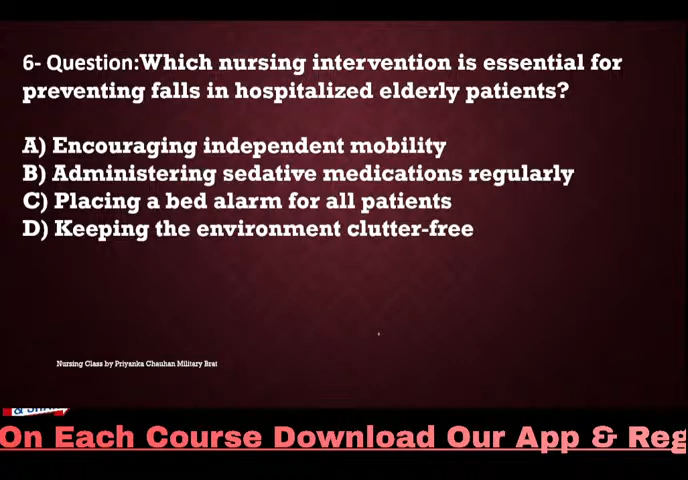 6- Question:Which nursing intervention is essential for
preventing falls in hospitalized elderly patients?
A) Encouraging independent mobility
B) Administering sedative medications regularly
C) Placing a bed alarm for all patients
D) Keeping the environment clutter-free
Nursing Class by Priyanka Chauhan Military Brat
On Each Course Download Our App & Reg